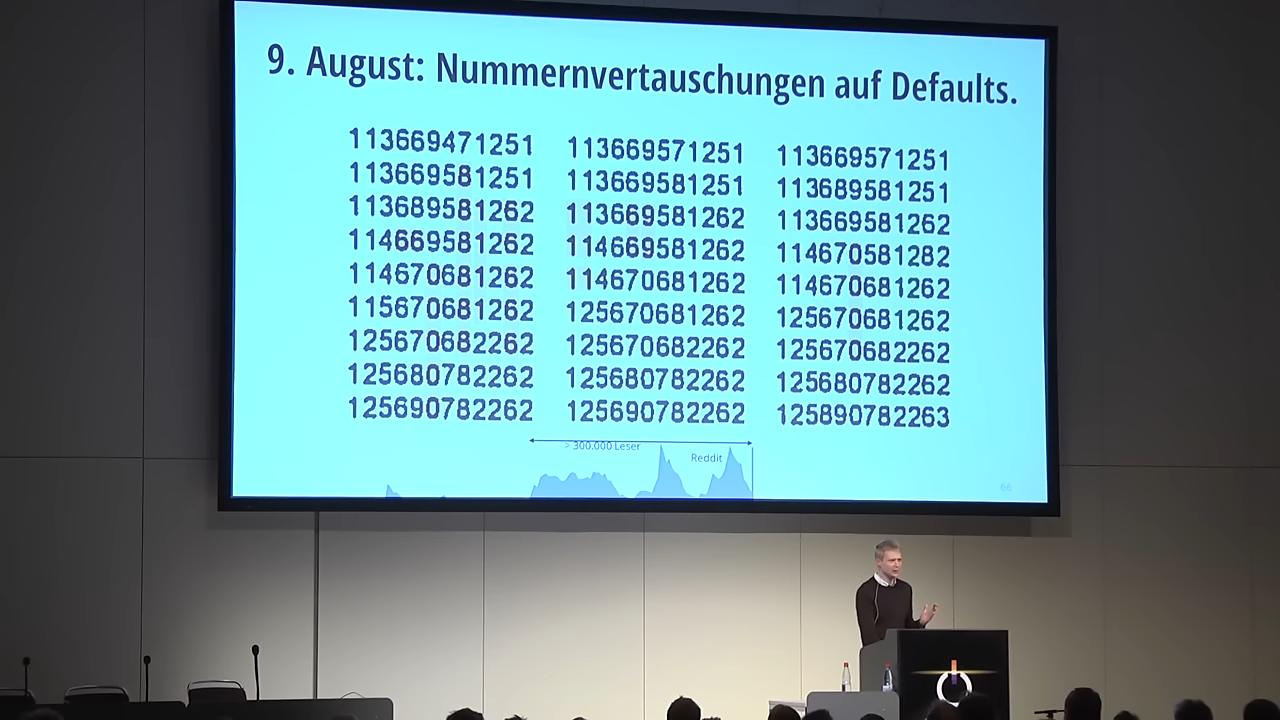 9. August: Nummernvertauschungen auf Defaults.
113669471251 113669571251 113669571251
113669581251 113669581251 113689581251
113689581262 113669581262 113669581262
114669581262 114669581262 114670581282
114670681262 114670681262 114670681262
115670681262 125670681262 125670681262
125670682262 125670682262 125670682262
125680782262 125680782262 125680782262
125690782262 125690782262 125890782263
> 300.000 Leser
Reddit
66